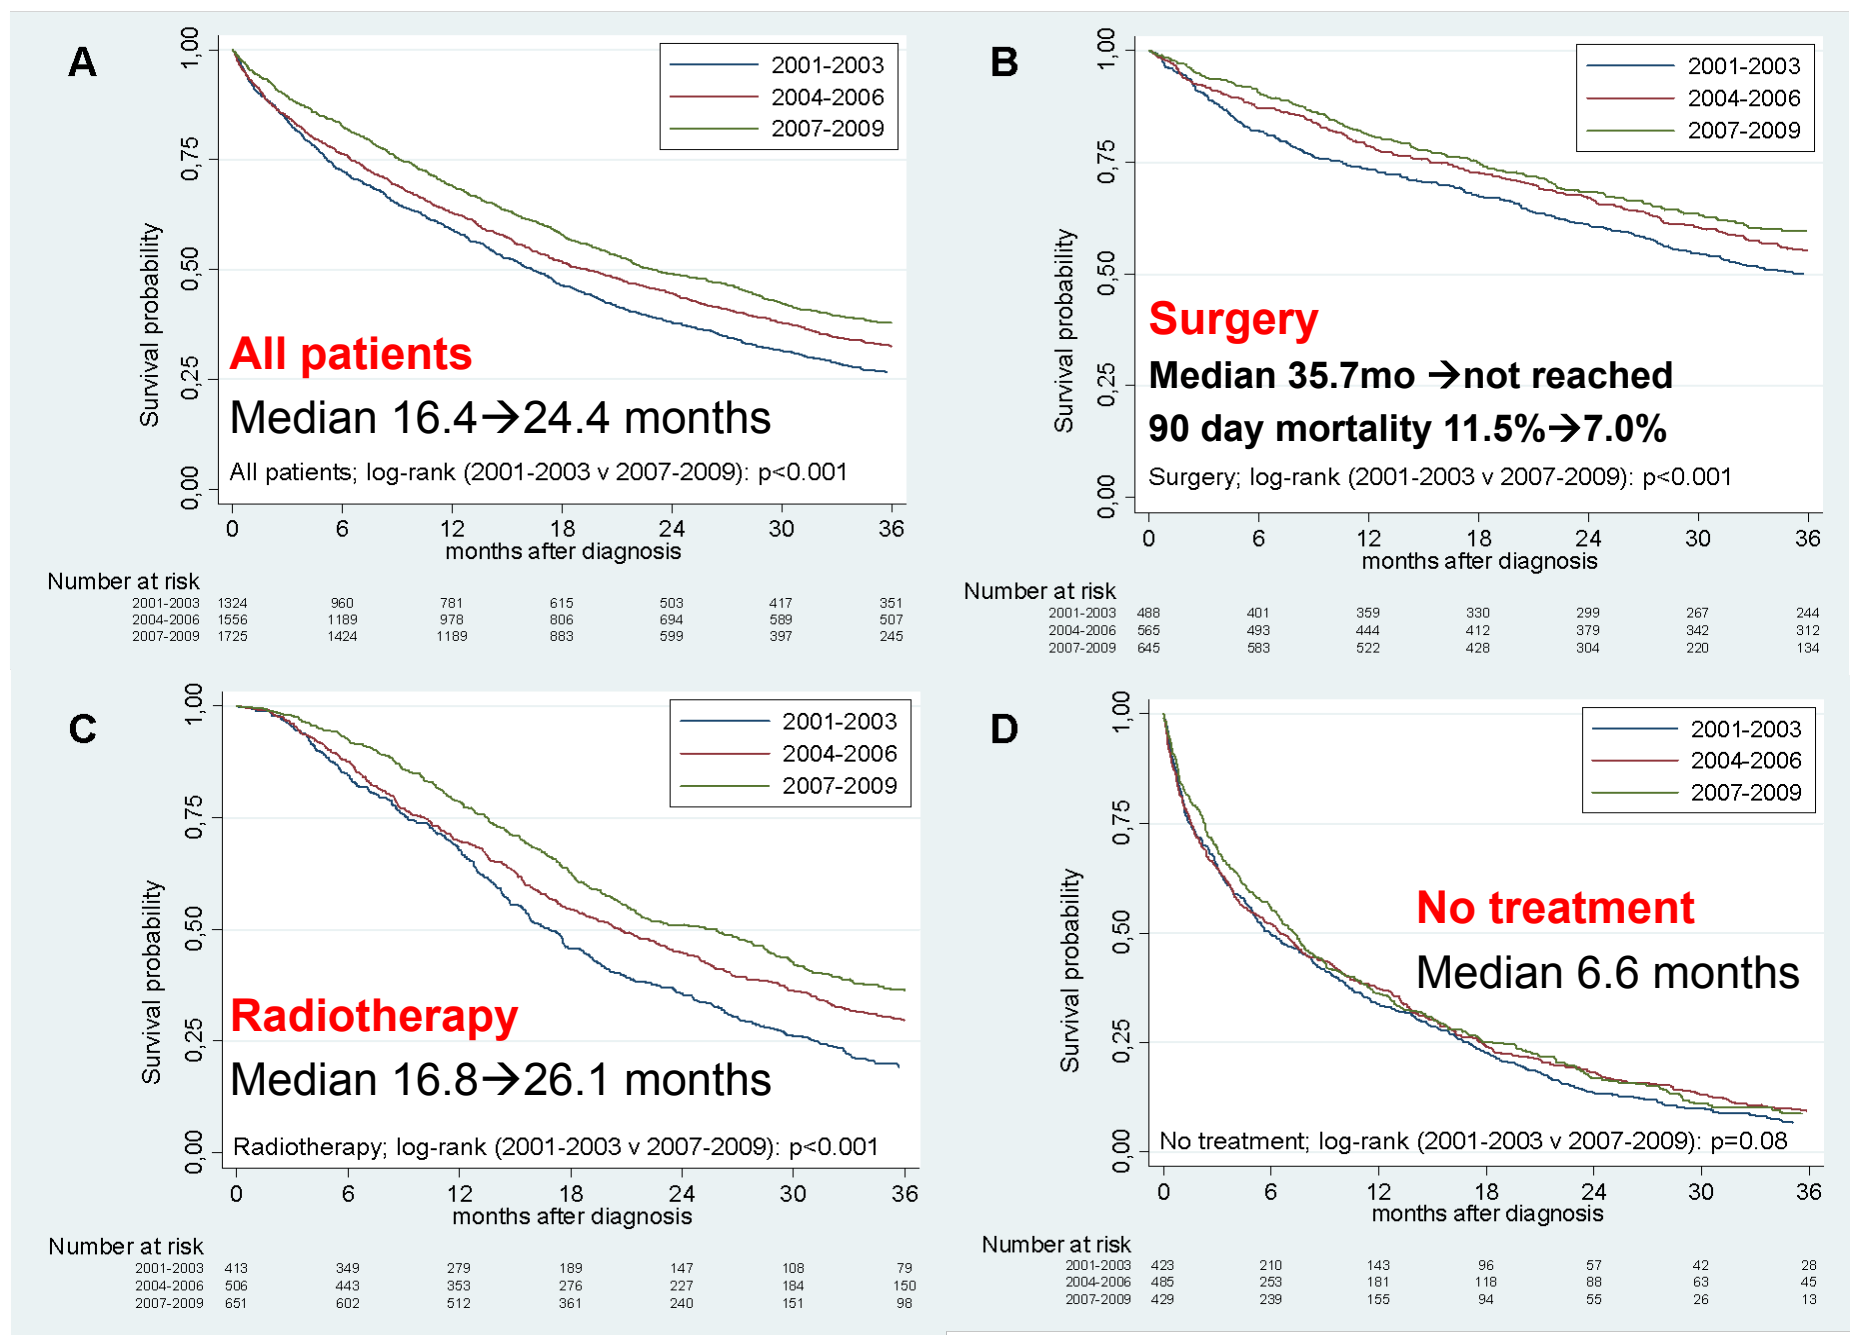 A
1,00
0,75
0,50
0,25
0,00
Survival probability
2001-2003
2004-2006
2007-2009
All patients
Median 16.4→24.4 months
All patients; log-rank (2001-2003 v 2007-2009): p<0.001
0 6 12 18 24 30 36
months after diagnosis
Number at risk
2001-2003 1324 960 781 615 503 417 351
2004-2006 1556 1189 978 806 694 589 507
2007-2009 1725 1424 1189 883 599 397 245
B
1,00
0,75
0,50
0,25
0,00
Survival probability
2001-2003
2004-2006
2007-2009
Surgery
Median 35.7mo →not reached
90 day mortality 11.5%→7.0%
Surgery; log-rank (2001-2003 v 2007-2009): p<0.001
0 6 12 18 24 30 36
months after diagnosis
Number at risk
2001-2003 488 401 359 330 299 267 244
2004-2006 565 493 444 412 379 342 312
2007-2009 645 583 522 428 304 220 134
C
1,00
0,75
0,50
0,25
0,00
Survival probability
2001-2003
2004-2006
2007-2009
Radiotherapy
Median 16.8→26.1 months
Radiotherapy; log-rank (2001-2003 v 2007-2009): p<0.001
0 6 12 18 24 30 36
months after diagnosis
Number at risk
2001-2003 413 349 279 189 147 108 79
2004-2006 506 443 353 276 227 184 150
2007-2009 651 602 512 361 240 151 98
D
1,00
0,75
0,50
0,25
0,00
Survival probability
2001-2003
2004-2006
2007-2009
No treatment
Median 6.6 months
No treatment; log-rank (2001-2003 v 2007-2009): p=0.08
0 6 12 18 24 30 36
months after diagnosis
Number at risk
2001-2003 423 210 143 96 57 42 28
2004-2006 485 253 181 118 88 63 45
2007-2009 429 239 155 94 55 26 13